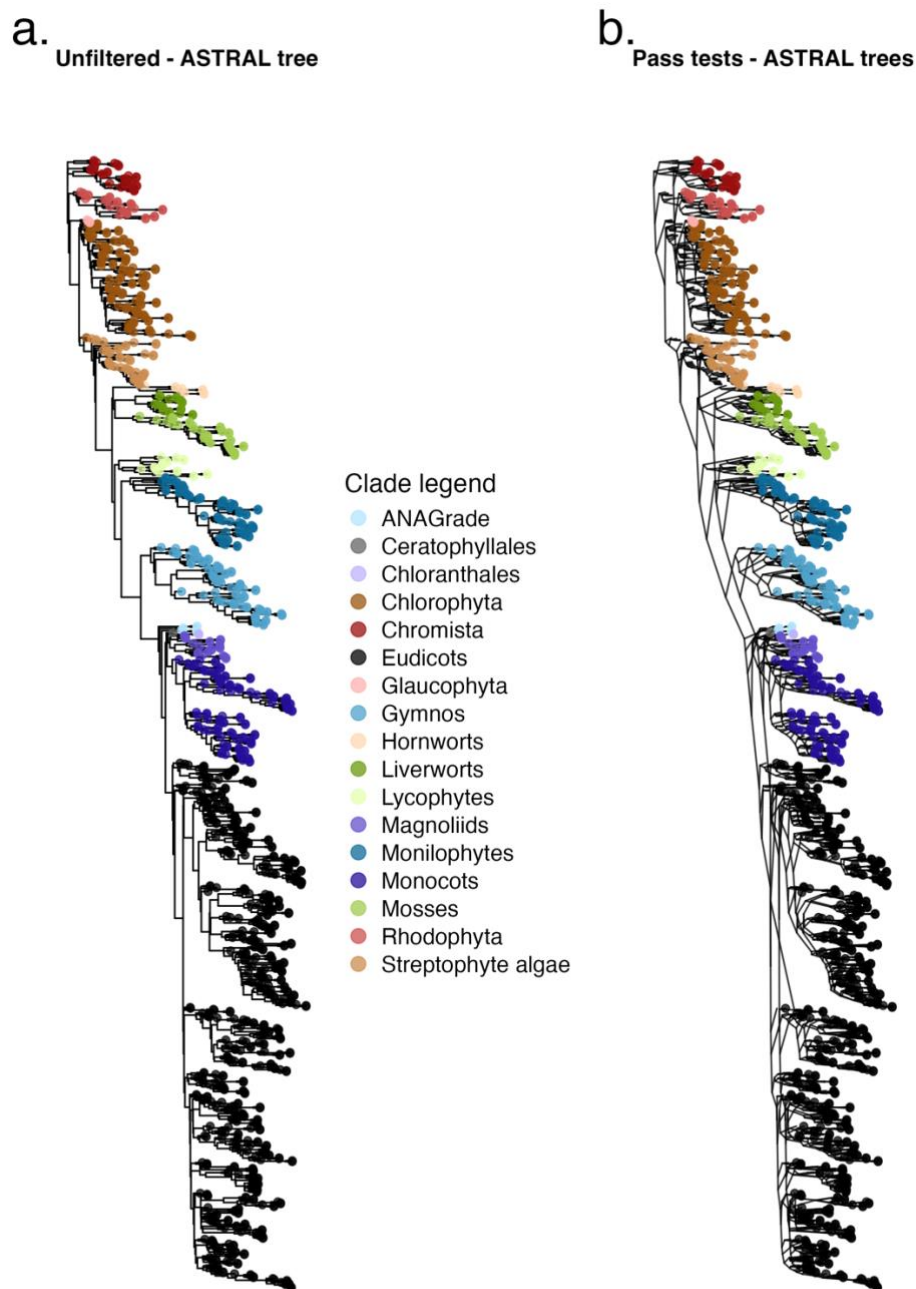 a.
Unfiltered - ASTRAL tree
b.
Pass tests - ASTRAL trees
Clade legend
ANAGrade
Ceratophyllales
Chloranthales
Chlorophyta
Chromista
Eudicots
Glaucophyta
Gymnos
Hornworts
Liverworts
Lycophytes
Magnoliids
Monilophytes
Monocots
Mosses
Rhodophyta
Streptophyte algae